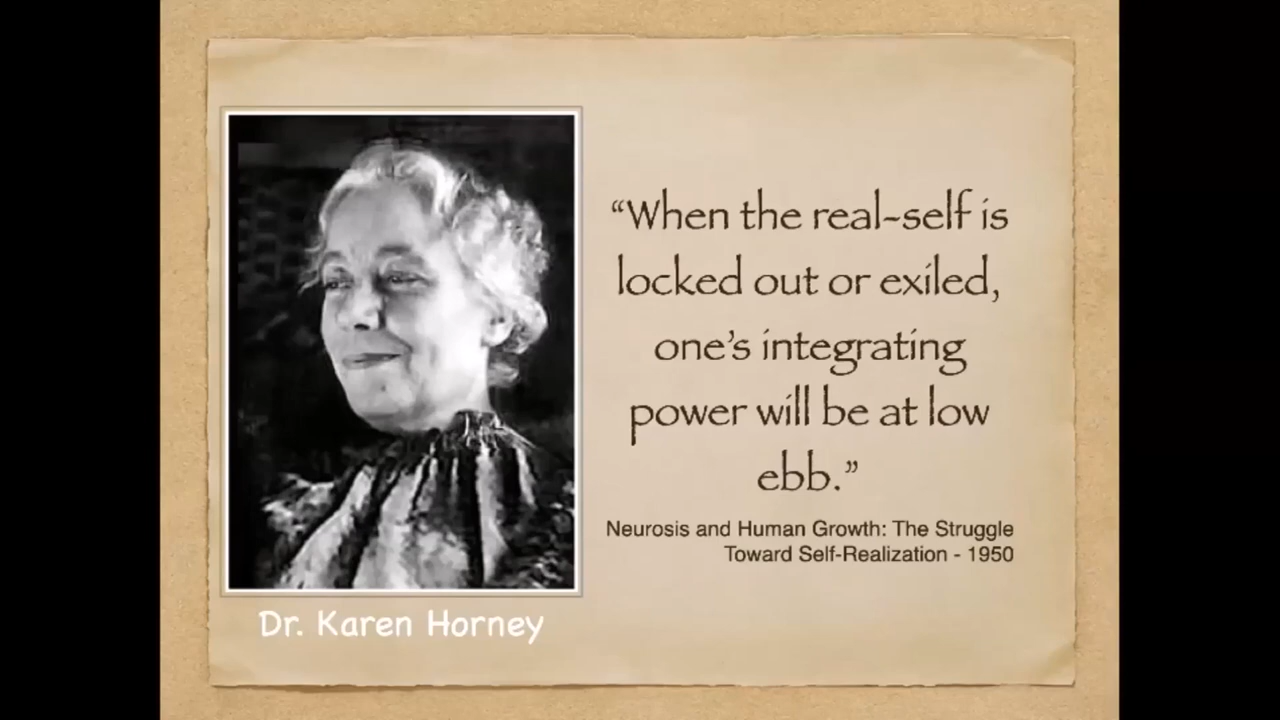 “When the real-self is
locked out or exiled,
one’s integrating
power will be at low
ebb.”
Neurosis and Human Growth: The Struggle
Toward Self-Realization - 1950
Dr. Karen Horney